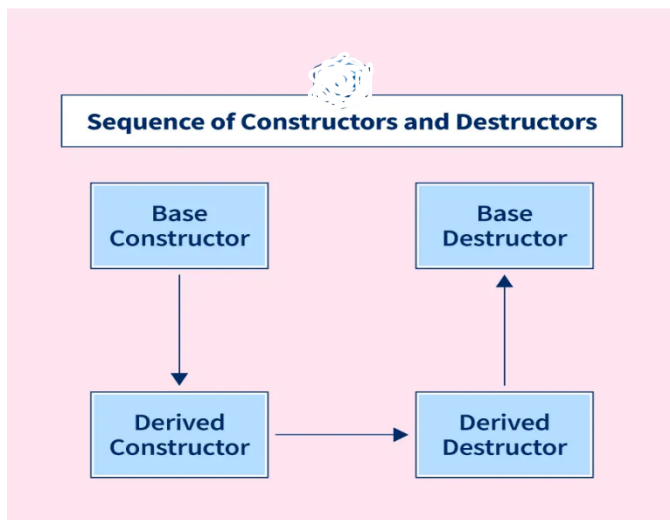 Sequence of Constructors and Destructors
Base
Constructor
Base
Destructor
Derived
Constructor
Derived
Destructor